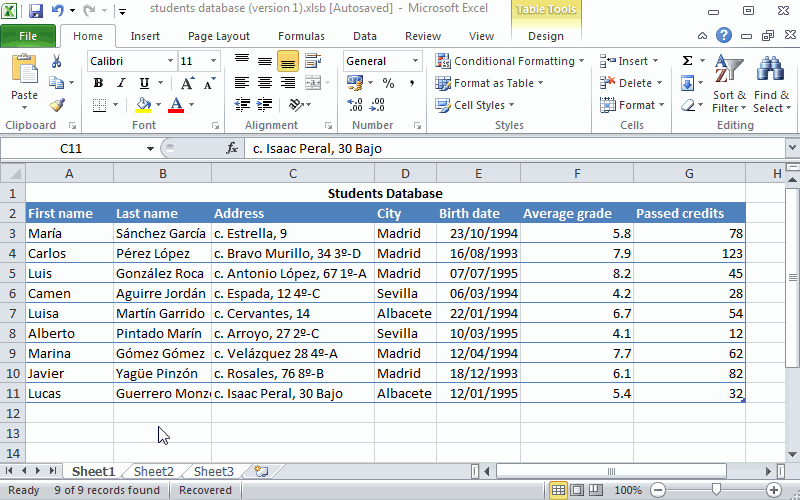 students database (version 1).xlsb [Autosaved] - Microsoft Excel
Table Tools
File Home Insert Page Layout Formulas Data Review View Design
Paste
Clipboard
Calibri 11
B I U
A A
A
Font
Alignment
General
% ,
Number
Conditional Formatting
Format as Table
Cell Styles
Styles
Insert
Delete
Format
Cells
Σ
Sort & Filter
Find & Select
Editing
C11 fx c. Isaac Peral, 30 Bajo
A B C D E F G H
1 Students Database
2 First name Last name Address City Birth date Average grade Passed credits
3 María Sánchez García c. Estrella, 9 Madrid 23/10/1994 5.8 78
4 Carlos Pérez López c. Bravo Murillo, 34 3º-D Madrid 16/08/1993 7.9 123
5 Luis González Roca c. Antonio López, 67 1º-A Madrid 07/07/1995 8.2 45
6 Camen Aguirre Jordán c. Espada, 12 4º-C Sevilla 06/03/1994 4.2 28
7 Luisa Martín Garrido c. Cervantes, 14 Albacete 22/01/1994 6.7 54
8 Alberto Pintado Marín c. Arroyo, 27 2º-C Sevilla 10/03/1995 4.1 12
9 Marina Gómez Gómez c. Velázquez 28 4º-A Madrid 12/04/1994 7.7 62
10 Javier Yagüe Pinzón c. Rosales, 76 8º-B Madrid 18/12/1993 6.1 82
11 Lucas Guerrero Monzo c. Isaac Peral, 30 Bajo Albacete 12/01/1995 5.4 32
12
13
14
Sheet1 Sheet2 Sheet3
Ready 9 of 9 records found Recovered 100%